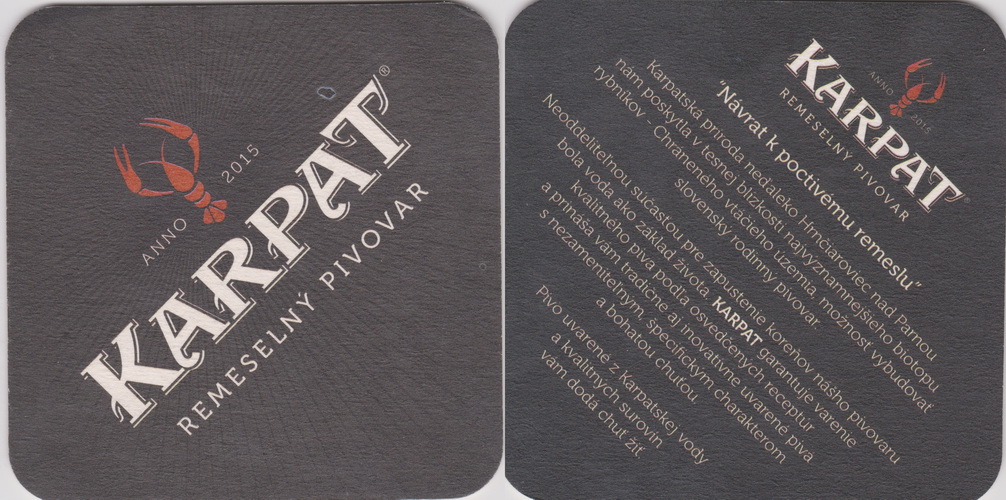 ANNO 2015
KARPAT®
REMESELNÝ PIVOVAR
ANNO 2015
KARPAT®
REMESELNÝ PIVOVAR
“Návrat k poctivému remeslu”
Karpatská príroda neďaleko Hrnčiaroviec nad Parnou
nám poskytla v tesnej blízkosti najvýznamnejšieho biotopu
rybníkov – Chráneného vtáčieho územia, možnosť vybudovať
slovenský rodinný pivovar.
Neoddeliteľnou súčasťou pre zapustenie koreňov nášho pivovaru
bola voda ako základ života. KARPAT garantuje varenie
kvalitného piva podľa osvedčených receptúr
a prináša vám tradičné aj inovatívne uvarené pivá
s nezameniteľným, špecifickým charakterom
a bohatou chuťou.
Pivo uvarené z Karpatskej vody
a kvalitných surovín
vám dodá chuť žiť.